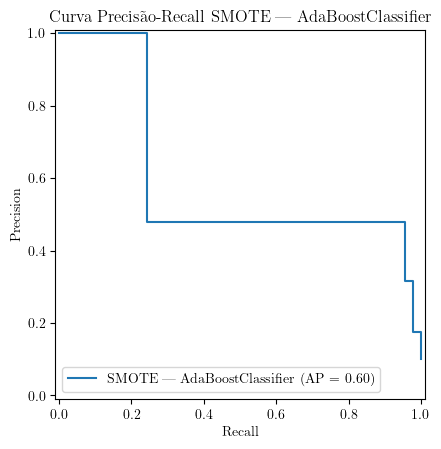 Curva Precisão-Recall SMOTE — AdaBoostClassifier
1.0
0.8
0.6
0.4
0.2
0.0
Precision
SMOTE — AdaBoostClassifier (AP = 0.60)
0.0 0.2 0.4 0.6 0.8 1.0
Recall